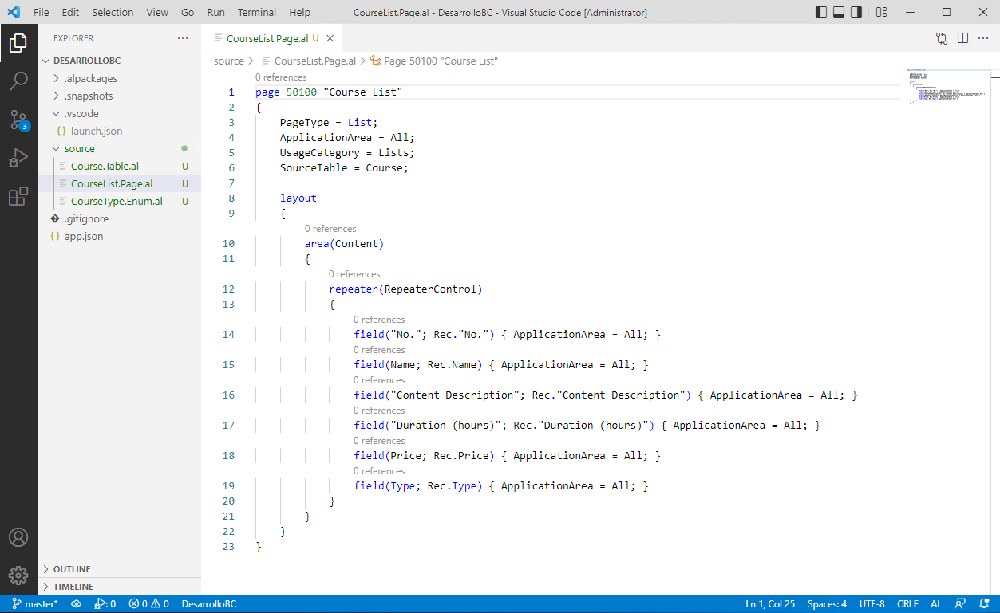 File Edit Selection View Go Run Terminal Help CourseList.Page.al - DesarrolloBC - Visual Studio Code [Administrator]
EXPLORER ...
CourseList.Page.al U
DESARROLLOBC
.alpackages
.snapshots
.vscode
{} launch.json
source
Course.Table.al U
CourseList.Page.al U
CourseType.Enum.al U
.gitignore
{} app.json
OUTLINE
TIMELINE
3
source > CourseList.Page.al > Page 50100 "Course List"
0 references
1 page 50100 "Course List"
2 {
3 PageType = List;
4 ApplicationArea = All;
5 UsageCategory = Lists;
6 SourceTable = Course;
7
8 layout
9 {
0 references
10 area(Content)
11 {
0 references
12 repeater(RepeaterControl)
13 {
0 references
14 field("No."; Rec."No.") { ApplicationArea = All; }
0 references
15 field(Name; Rec.Name) { ApplicationArea = All; }
0 references
16 field("Content Description"; Rec."Content Description") { ApplicationArea = All; }
0 references
17 field("Duration (hours)"; Rec."Duration (hours)") { ApplicationArea = All; }
0 references
18 field(Price; Rec.Price) { ApplicationArea = All; }
0 references
19 field(Type; Rec.Type) { ApplicationArea = All; }
20 }
21 }
22 }
23 }
master* 0 0 0 DesarrolloBC Ln 1, Col 25 Spaces: 4 UTF-8 CRLF AL